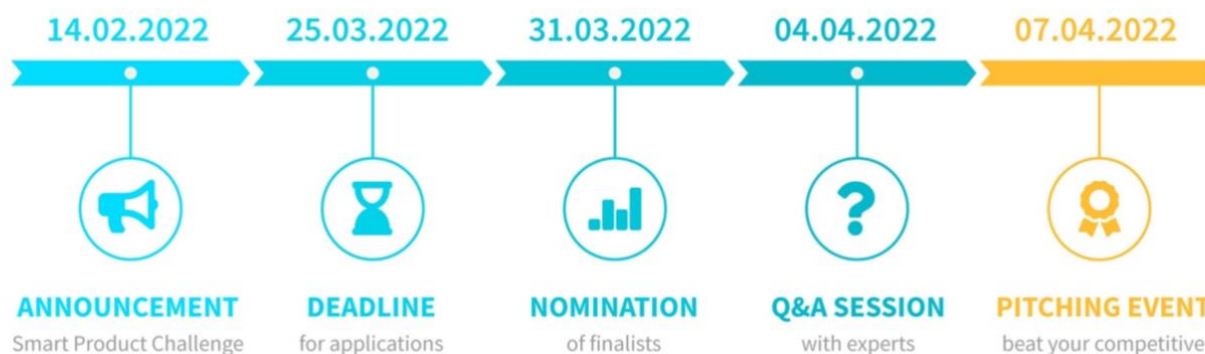 14.02.2022
25.03.2022
31.03.2022
04.04.2022
07.04.2022
ANNOUNCEMENT
Smart Product Challenge
DEADLINE
for applications
NOMINATION
of finalists
Q&A SESSION
with experts
PITCHING EVENT
beat your competitive